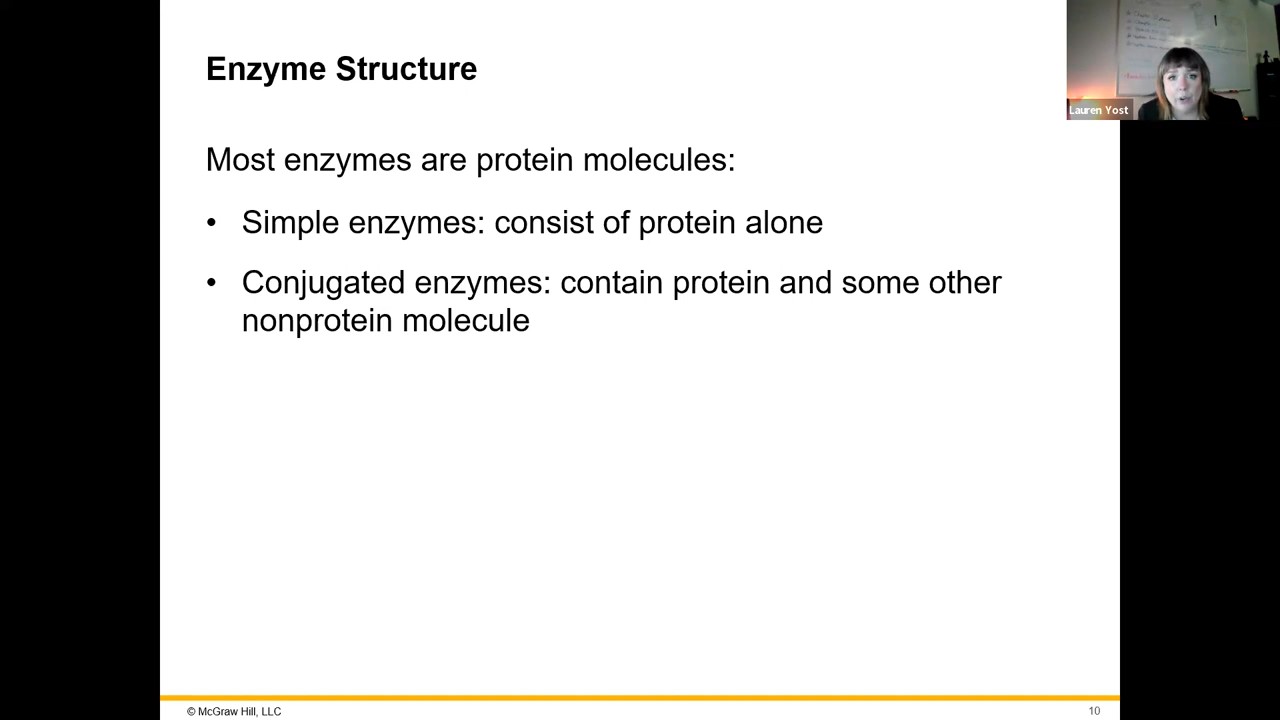 Enzyme Structure
Lauren Yost
Most enzymes are protein molecules:
• Simple enzymes: consist of protein alone
• Conjugated enzymes: contain protein and some other
nonprotein molecule
© McGraw Hill, LLC
10